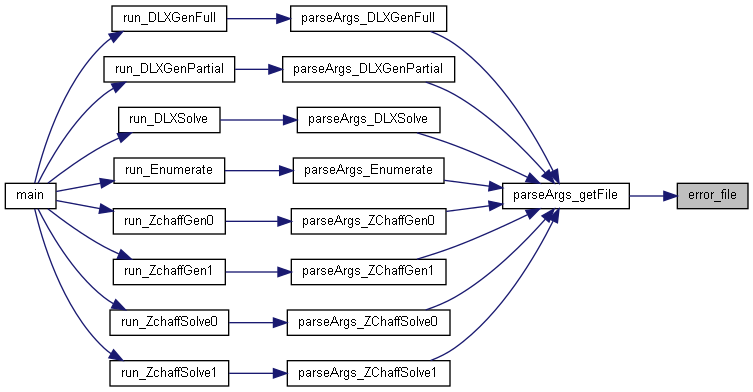 run_DLXGenFull
parseArgs_DLXGenFull
run_DLXGenPartial
parseArgs_DLXGenPartial
run_DLXSolve
parseArgs_DLXSolve
run_Enumerate
parseArgs_Enumerate
main
parseArgs_getFile
error_file
run_ZchaffGen0
parseArgs_ZChaffGen0
run_ZchaffGen1
parseArgs_ZChaffGen1
run_ZchaffSolve0
parseArgs_ZChaffSolve0
run_ZchaffSolve1
parseArgs_ZChaffSolve1